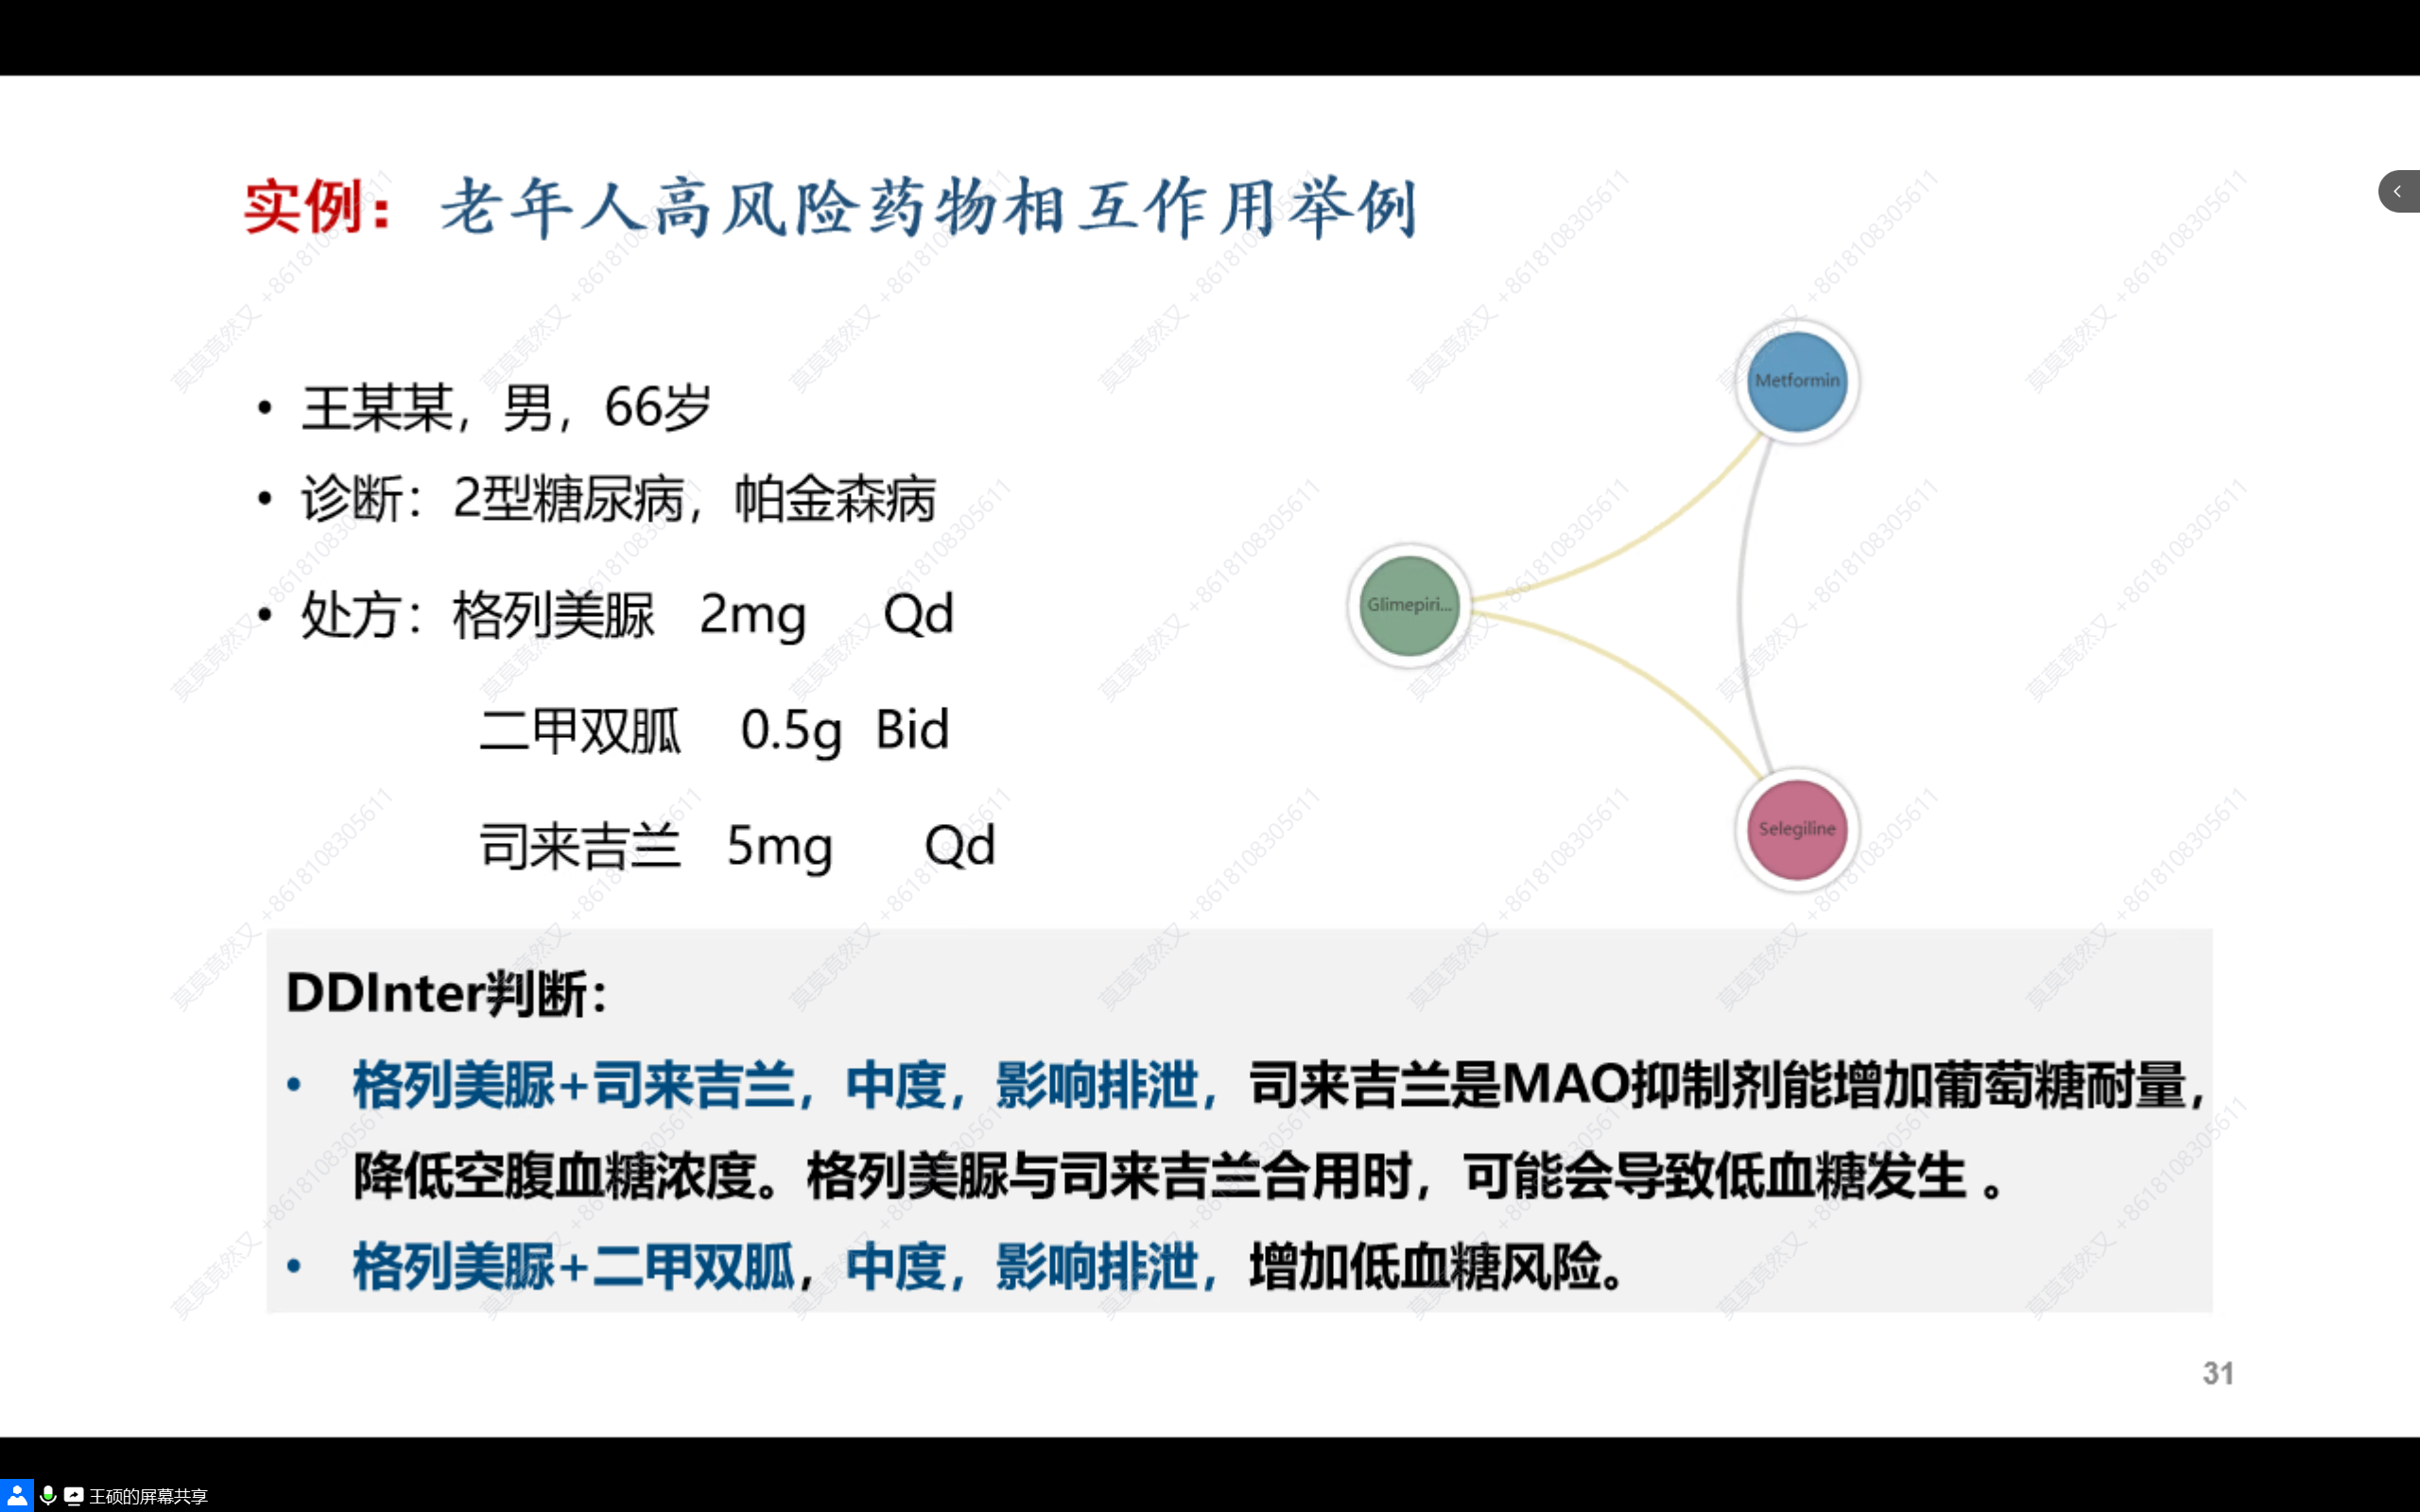 实例：老年人高风险药物相互作用举例
• 王某某，男，66岁
• 诊断：2型糖尿病，帕金森病
• 处方：格列美脲 2mg Qd
二甲双胍 0.5g Bid
司来吉兰 5mg Qd
Metformin
Glimepiri...
Selegiline
DDInter判断：
• 格列美脲+司来吉兰，中度，影响排泄，司来吉兰是MAO抑制剂能增加葡萄糖耐量，
降低空腹血糖浓度。格列美脲与司来吉兰合用时，可能会导致低血糖发生 。
• 格列美脲+二甲双胍，中度，影响排泄，增加低血糖风险。
31
王硕的屏幕共享
莫莫竟然又 +8618108305611